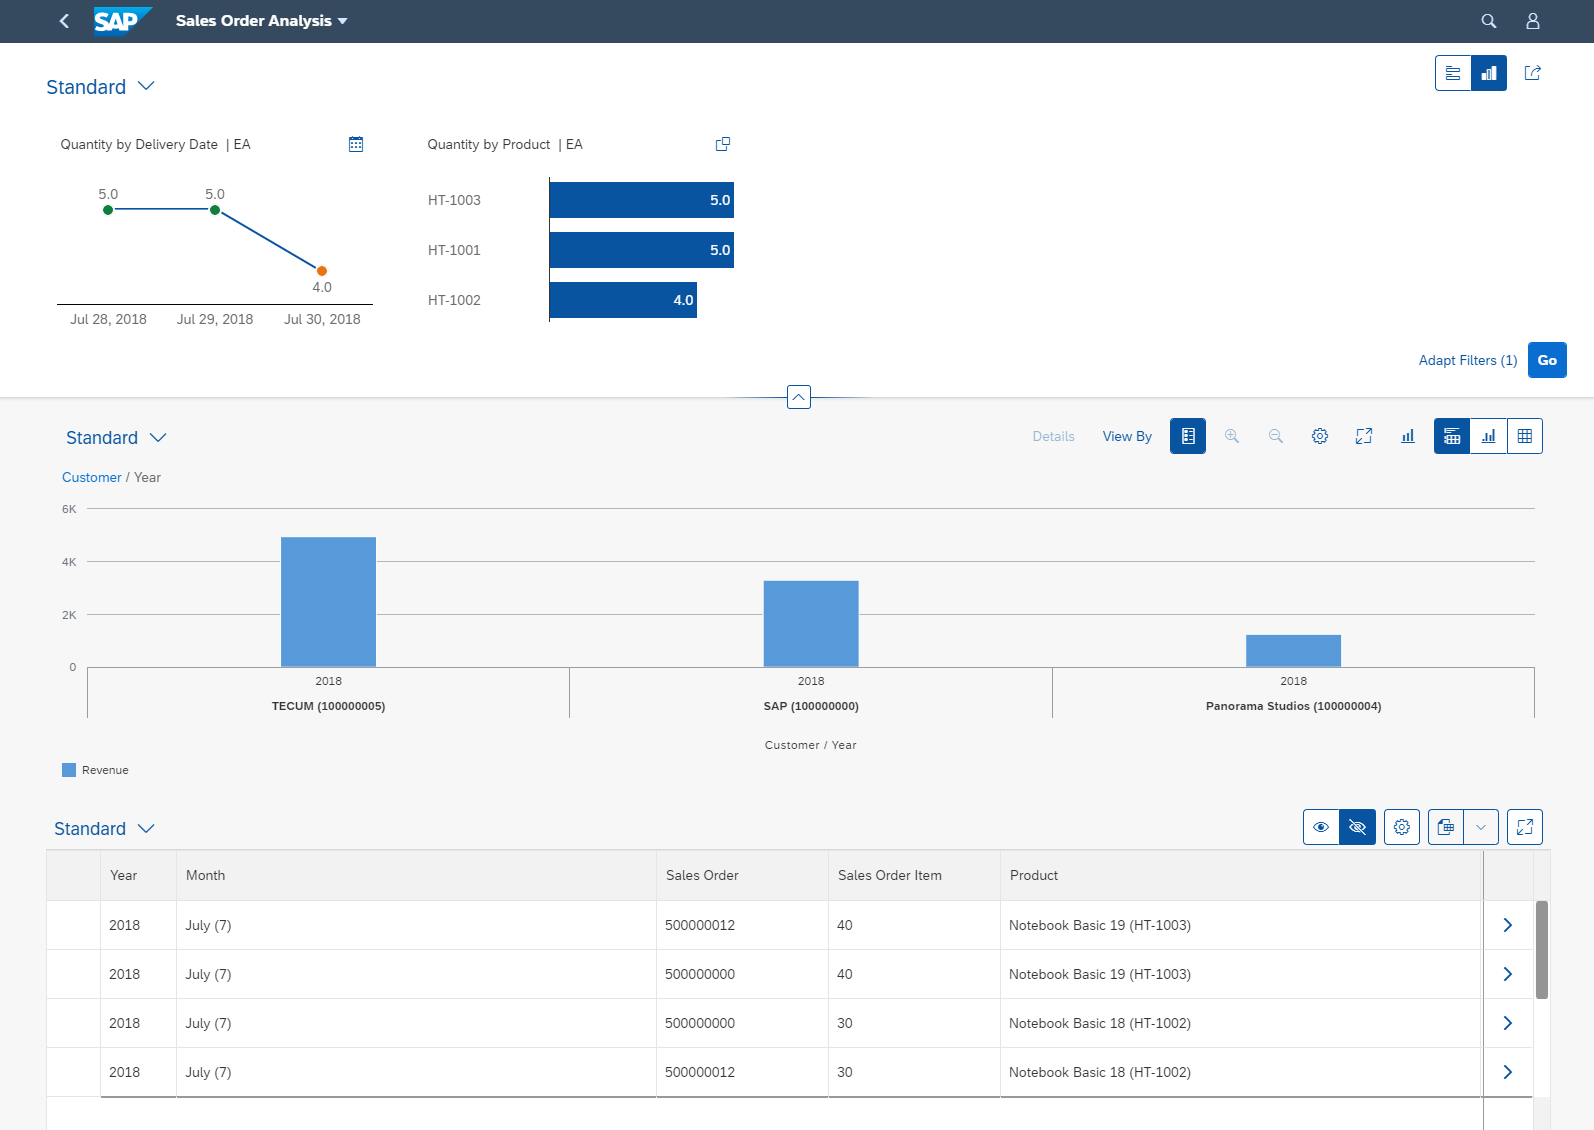 SAP Sales Order Analysis
Standard
Quantity by Delivery Date | EA
5.0 5.0
4.0
Jul 28, 2018 Jul 29, 2018 Jul 30, 2018
Quantity by Product | EA
HT-1003 5.0
HT-1001 5.0
HT-1002 4.0
Adapt Filters (1) Go
Standard Details View By
Customer / Year
6K
4K
2K
0
2018 2018 2018
TECUM (100000005) SAP (100000000) Panorama Studios (100000004)
Customer / Year
Revenue
Standard
Year Month Sales Order Sales Order Item Product
2018 July (7) 500000012 40 Notebook Basic 19 (HT-1003)
2018 July (7) 500000000 40 Notebook Basic 19 (HT-1003)
2018 July (7) 500000000 30 Notebook Basic 18 (HT-1002)
2018 July (7) 500000012 30 Notebook Basic 18 (HT-1002)